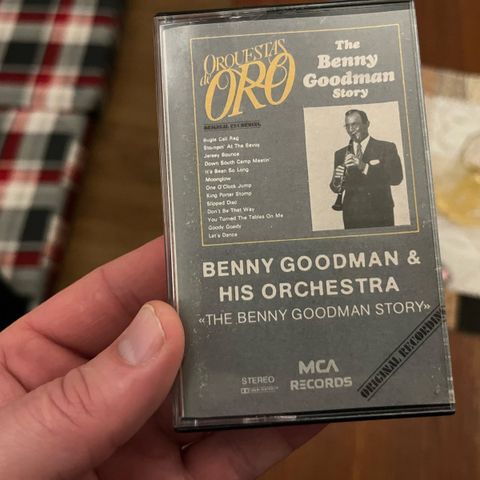 ORQUESTAS
de
ORO
ORIGINAL RECORDING
The
Benny
Goodman
Story
Bugle Call Rag
Stompin' At The Savoy
Jersey Bounce
Down South Camp Meetin'
It's Been So Long
Moonglow
One O'Clock Jump
King Porter Stomp
Slipped Disc
Don't Be That Way
You Turned The Tables On Me
Goody Goody
Let's Dance
BENNY GOODMAN &
HIS ORCHESTRA
«THE BENNY GOODMAN STORY»
STEREO
MCA
RECORDS
ORIGINAL RECORDING